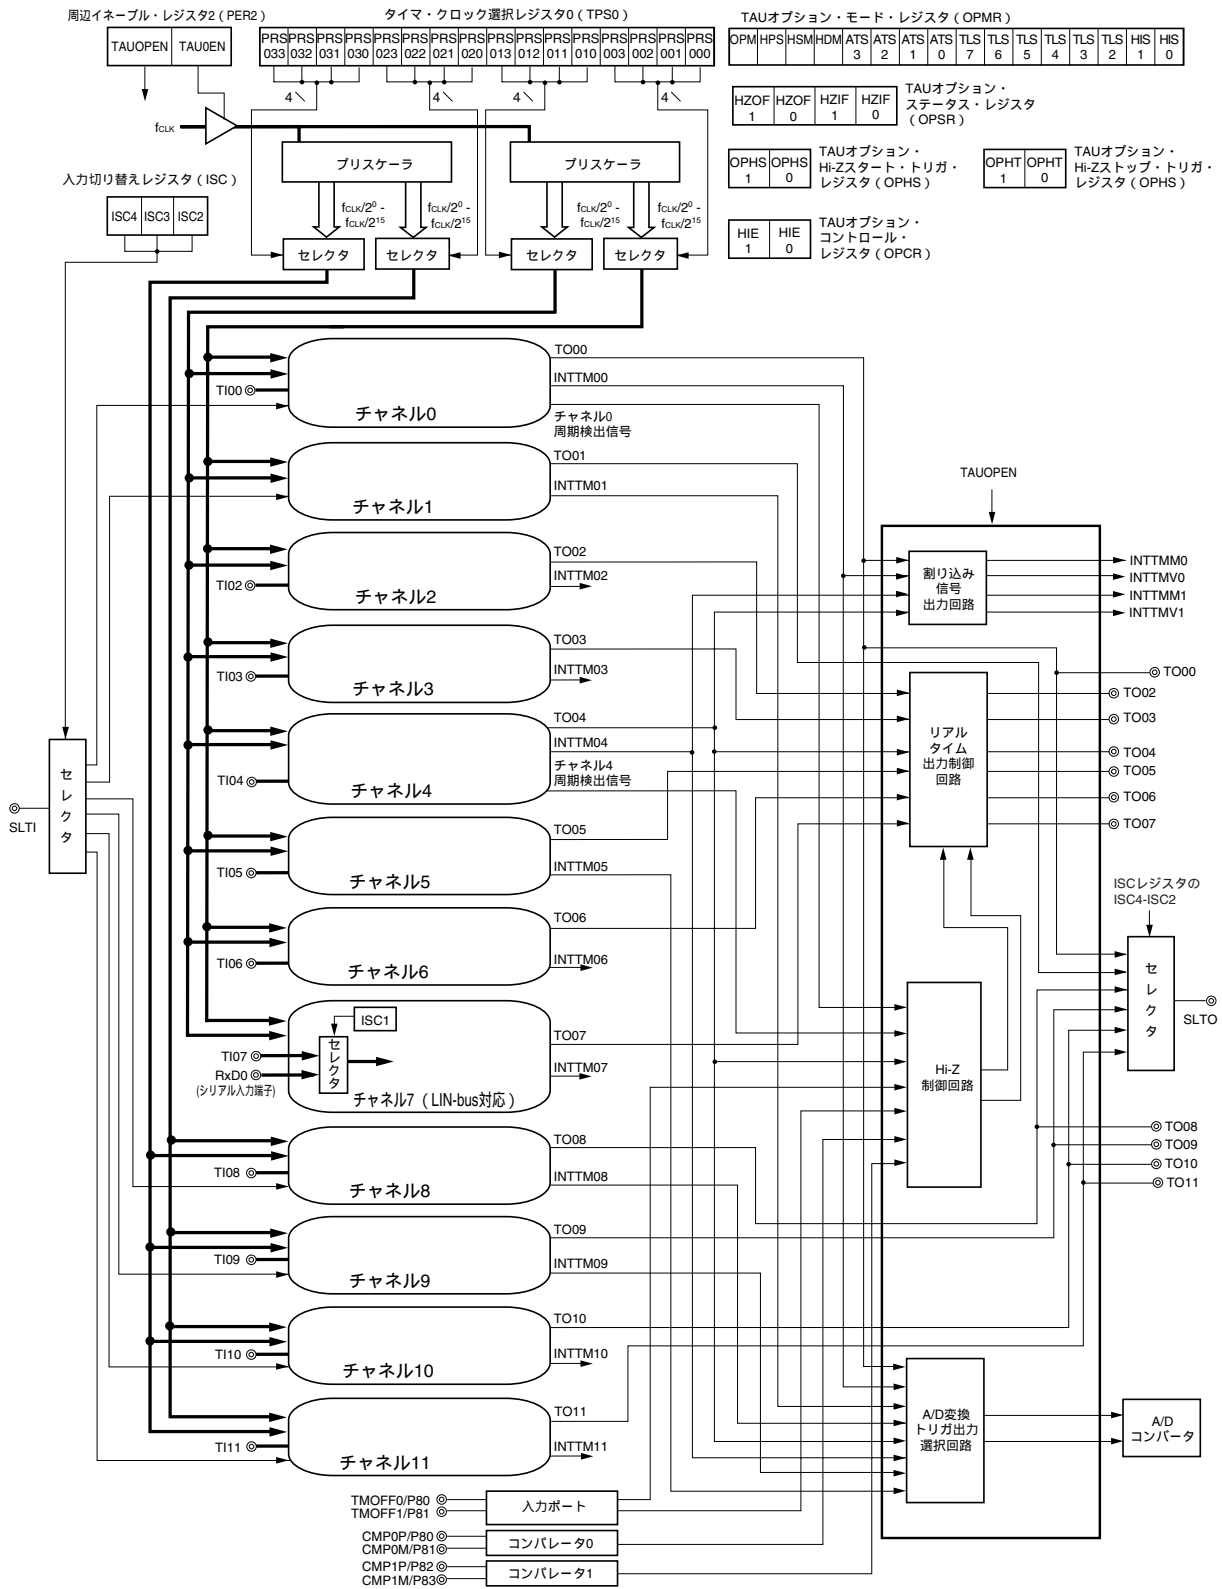 周辺イネーブル・レジスタ2（PER2）
TAUOPEN TAU0EN
タイマ・クロック選択レジスタ0（TPS0）
PRS033 PRS032 PRS031 PRS030 PRS023 PRS022 PRS021 PRS020 PRS013 PRS012 PRS011 PRS010 PRS003 PRS002 PRS001 PRS000
TAUオプション・モード・レジスタ（OPMR）
OPM HPS HSM HDM ATS3 ATS2 ATS1 ATS0 TLS7 TLS6 TLS5 TLS4 TLS3 TLS2 HIS1 HIS0
4 4 4 4
HZOF1 HZOF0 HZIF1 HZIF0
TAUオプション・
ステータス・レジスタ
（OPSR）
fCLK
プリスケーラ プリスケーラ
OPHS1 OPHS0
TAUオプション・
Hi-Zスタート・トリガ・
レジスタ（OPHS）
OPHT1 OPHT0
TAUオプション・
Hi-Zストップ・トリガ・
レジスタ（OPHS）
入力切り替えレジスタ（ISC）
ISC4 ISC3 ISC2
fCLK/2⁰ - fCLK/2¹⁵
fCLK/2⁰ - fCLK/2¹⁵
fCLK/2⁰ - fCLK/2¹⁵
fCLK/2⁰ - fCLK/2¹⁵
セレクタ セレクタ セレクタ セレクタ
HIE1 HIE0
TAUオプション・
コントロール・
レジスタ（OPCR）
TO00
INTTM00
TI00
チャネル0
チャネル0
周期検出信号
TO01
INTTM01
チャネル1
TO02
INTTM02
TI02
チャネル2
TO03
INTTM03
TI03
チャネル3
TO04
INTTM04
チャネル4
周期検出信号
TI04
チャネル4
TO05
INTTM05
TI05
チャネル5
TO06
INTTM06
TI06
チャネル6
ISC1
TO07
TI07
セレクタ
INTTM07
RxD0
(シリアル入力端子)
チャネル7（LIN-bus対応）
TO08
INTTM08
TI08
チャネル8
TO09
INTTM09
TI09
チャネル9
TO10
INTTM10
TI10
チャネル10
TO11
INTTM11
TI11
チャネル11
セレクタ
SLTI
TMOFF0/P80
TMOFF1/P81
入力ポート
CMP0P/P80
CMP0M/P81
コンパレータ0
CMP1P/P82
CMP1M/P83
コンパレータ1
TAUOPEN
割り込み
信号
出力回路
INTTMM0
INTTMV0
INTTMM1
INTTMV1
TO00
リアル
タイム
出力制御
回路
TO02
TO03
TO04
TO05
TO06
TO07
ISCレジスタの
ISC4-ISC2
セレクタ
SLTO
Hi-Z
制御回路
TO08
TO09
TO10
TO11
A/D変換
トリガ出力
選択回路
A/D
コンバータ